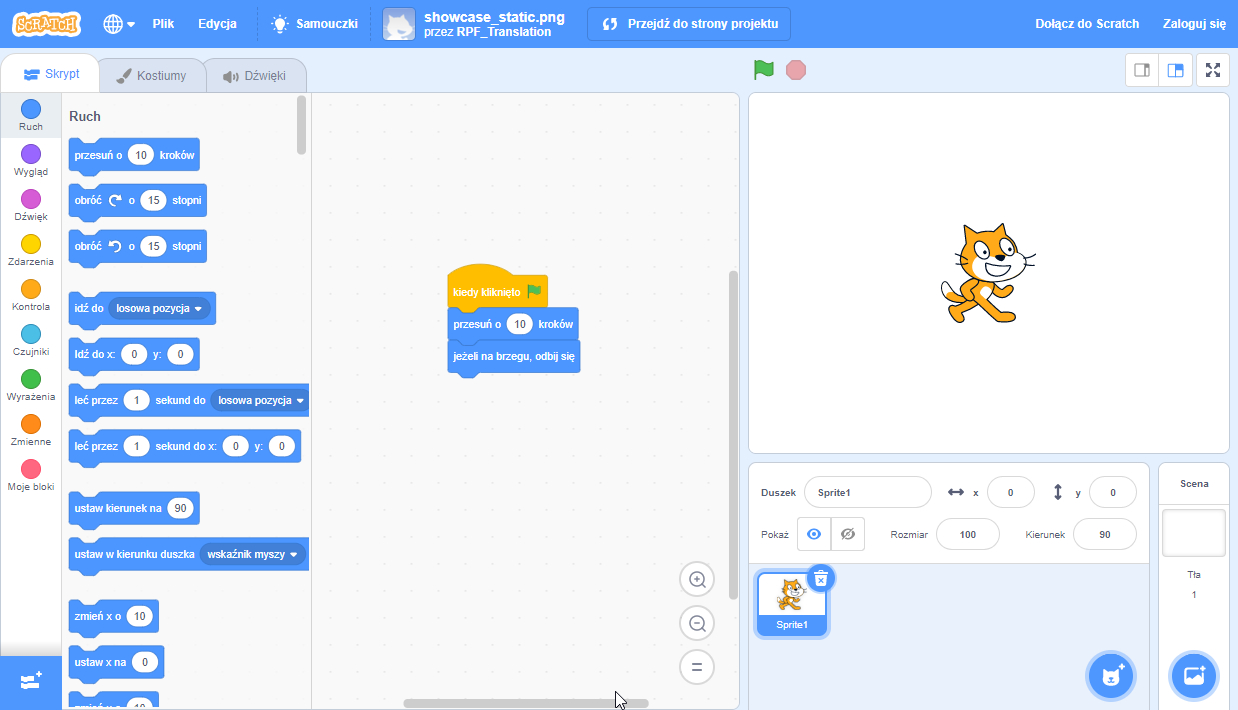 SCRATCH
Plik
Edycja
Samouczki
showcase_static.png
przez RPF_Translation
Przejdź do strony projektu
Dołącz do Scratch
Zaloguj się
Skrypt
Kostiumy
Dźwięki
Ruch
Wygląd
Dźwięk
Zdarzenia
Kontrola
Czujniki
Wyrażenia
Zmienne
Moje bloki
Ruch
przesuń o 10 kroków
obróć o 15 stopni
obróć o 15 stopni
idź do losowa pozycja
Idź do x: 0 y: 0
leć przez 1 sekund do losowa pozycja
leć przez 1 sekund do x: 0 y: 0
ustaw kierunek na 90
ustaw w kierunku duszka wskaźnik myszy
zmień x o 10
ustaw x na 0
kiedy kliknięto
przesuń o 10 kroków
jeżeli na brzegu, odbij się
Duszek Sprite1 x 0 y 0
Pokaż Rozmiar 100 Kierunek 90
Sprite1
Scena
Tła
1